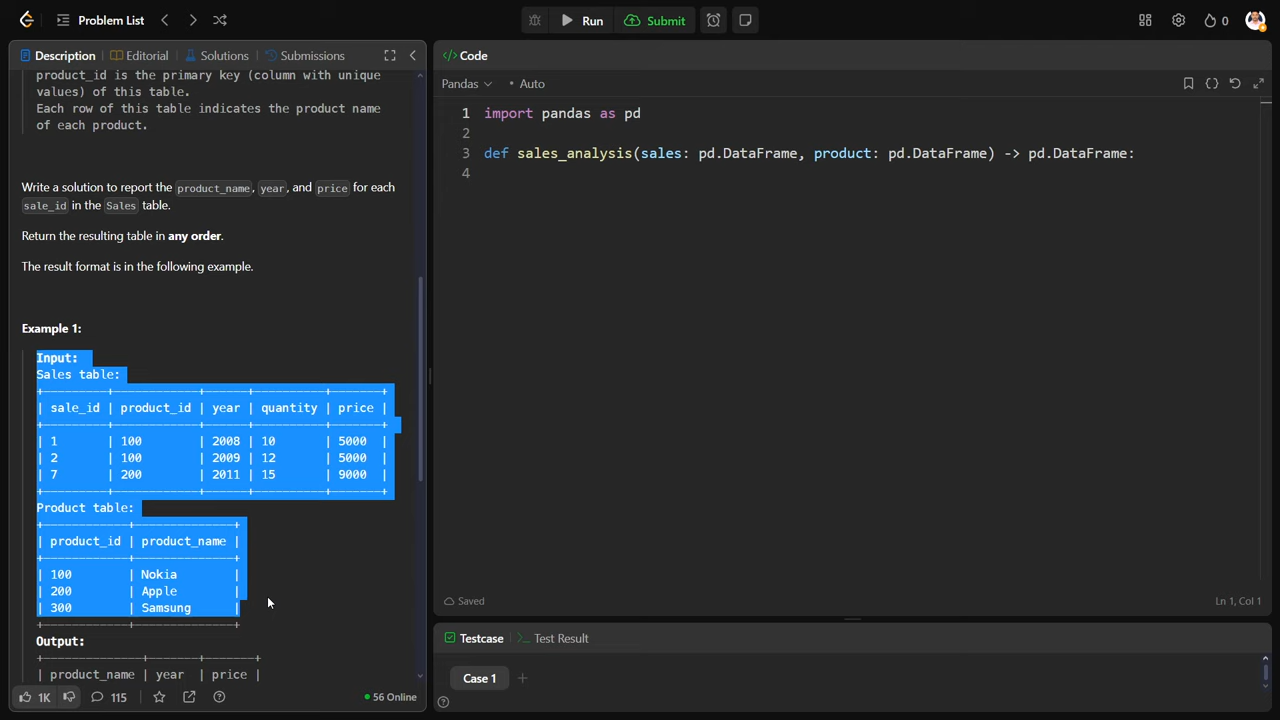 Problem List
Run
Submit
0
Description
Editorial
Solutions
Submissions
product_id is the primary key (column with unique
values) of this table.
Each row of this table indicates the product name
of each product.
Write a solution to report the product_name, year, and price for each
sale_id in the Sales table.
Return the resulting table in any order.
The result format is in the following example.
Example 1:
Input:
Sales table:
+---------+------------+------+----------+-------+
| sale_id | product_id | year | quantity | price |
+---------+------------+------+----------+-------+
| 1 | 100 | 2008 | 10 | 5000 |
| 2 | 100 | 2009 | 12 | 5000 |
| 7 | 200 | 2011 | 15 | 9000 |
+---------+------------+------+----------+-------+
Product table:
+------------+--------------+
| product_id | product_name |
+------------+--------------+
| 100 | Nokia |
| 200 | Apple |
| 300 | Samsung |
+------------+--------------+
Output:
+--------------+-------+-------+
| product_name | year | price |
1K
115
56 Online
</> Code
Pandas
Auto
1 import pandas as pd
2
3 def sales_analysis(sales: pd.DataFrame, product: pd.DataFrame) -> pd.DataFrame:
4
Saved
Ln 1, Col 1
Testcase
>_ Test Result
Case 1
+